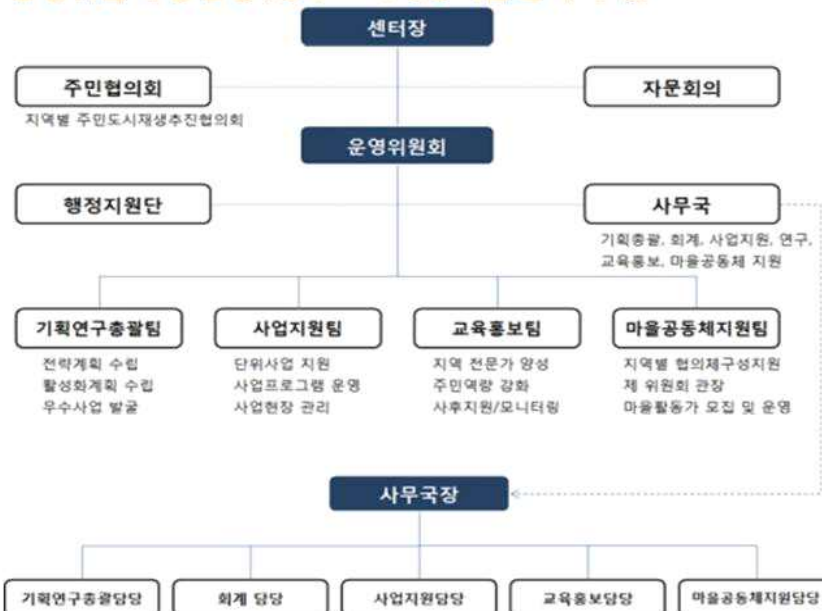 센터장
주민협의회
자문회의
지역별 주민도시재생추진협의회
운영위원회
행정지원단
사무국
기획총괄, 회계, 사업지원, 연구,
교육홍보, 마을공동체 지원
기획연구총괄팀
사업지원팀
교육홍보팀
마을공동체지원팀
전략계획 수립
활성화계획 수립
우수사업 발굴
단위사업 지원
사업프로그램 운영
사업현장 관리
지역 전문가 양성
주민역량 강화
사후지원/모니터링
지역별 협의체구성지원
제 위원회 관장
마을활동가 모집 및 운영
사무국장
기획연구총괄담당
회계 담당
사업지원담당
교육홍보담당
마을공동체지원담당